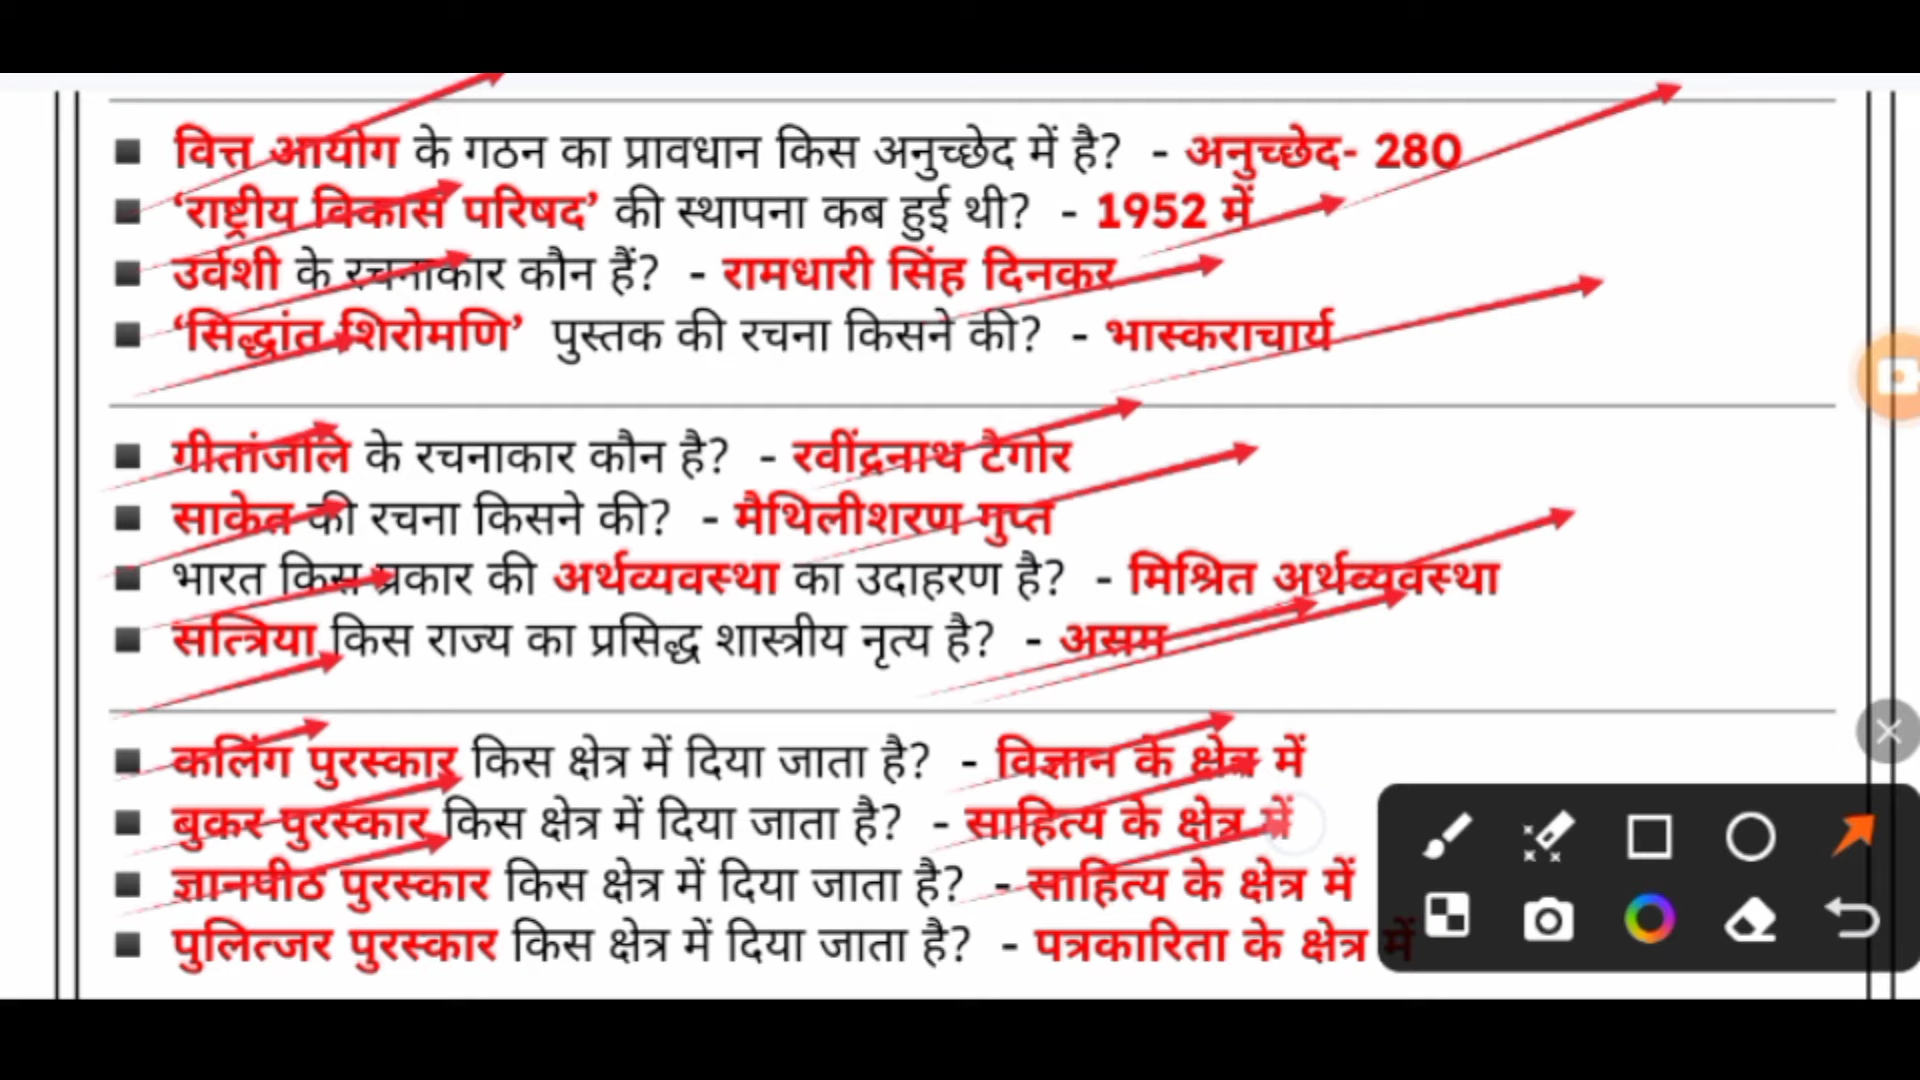 ■ वित्त आयोग के गठन का प्रावधान किस अनुच्छेद में है? - अनुच्छेद- 280
■ ‘राष्ट्रीय विकास परिषद’ की स्थापना कब हुई थी? - 1952 में
■ उर्वशी के रचनाकार कौन हैं? - रामधारी सिंह दिनकर
■ ‘सिद्धांत शिरोमणि’ पुस्तक की रचना किसने की? - भास्कराचार्य
■ गीतांजलि के रचनाकार कौन है? - रवींद्रनाथ टैगोर
■ साकेत की रचना किसने की? - मैथिलीशरण गुप्त
■ भारत किस प्रकार की अर्थव्यवस्था का उदाहरण है? - मिश्रित अर्थव्यवस्था
■ सत्त्रिया किस राज्य का प्रसिद्ध शास्त्रीय नृत्य है? - असम
■ कलिंग पुरस्कार किस क्षेत्र में दिया जाता है? - विज्ञान के क्षेत्र में
■ बुकर पुरस्कार किस क्षेत्र में दिया जाता है? - साहित्य के क्षेत्र में
■ ज्ञानपीठ पुरस्कार किस क्षेत्र में दिया जाता है? - साहित्य के क्षेत्र में
■ पुलित्जर पुरस्कार किस क्षेत्र में दिया जाता है? - पत्रकारिता के क्षेत्र में